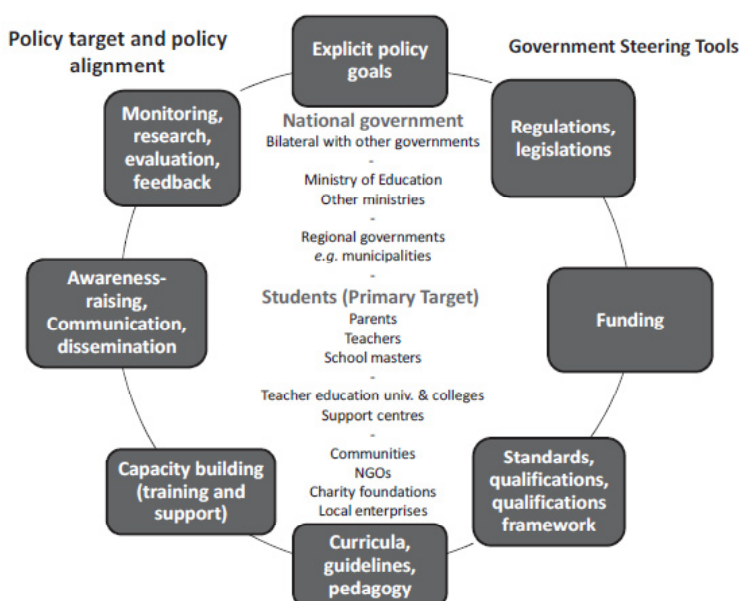 Policy target and policy
alignment
Government Steering Tools
Explicit policy
goals
Regulations,
legislations
Funding
Standards,
qualifications,
qualifications
framework
Curricula,
guidelines,
pedagogy
Capacity building
(training and
support)
Awareness-
raising,
Communication,
dissemination
Monitoring,
research,
evaluation,
feedback
National government
Bilateral with other governments
-
Ministry of Education
Other ministries
-
Regional governments
e.g. municipalities
-
Students (Primary Target)
Parents
Teachers
School masters
-
Teacher education univ. & colleges
Support centres
-
Communities
NGOs
Charity foundations
Local enterprises